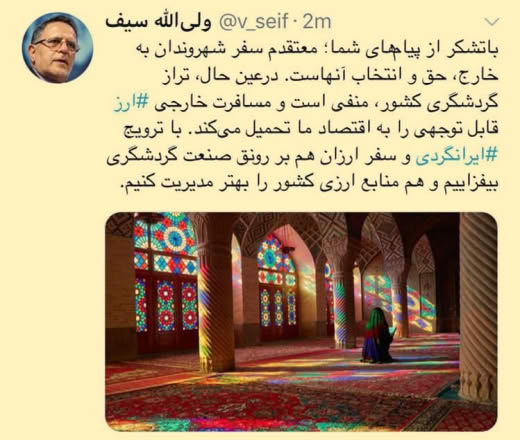 ولی‌الله سیف @v_seif · 2m
باتشکر از پیام‌های شما؛ معتقدم سفر شهروندان به
خارج، حق و انتخاب آنهاست. درعین حال، تراز
گردشگری کشور، منفی است و مسافرت خارجی #ارز
قابل توجهی را به اقتصاد ما تحمیل می‌کند. با ترویج
#ایرانگردی و سفر ارزان هم بر رونق صنعت گردشگری
بیفزاییم و هم منابع ارزی کشور را بهتر مدیریت کنیم.